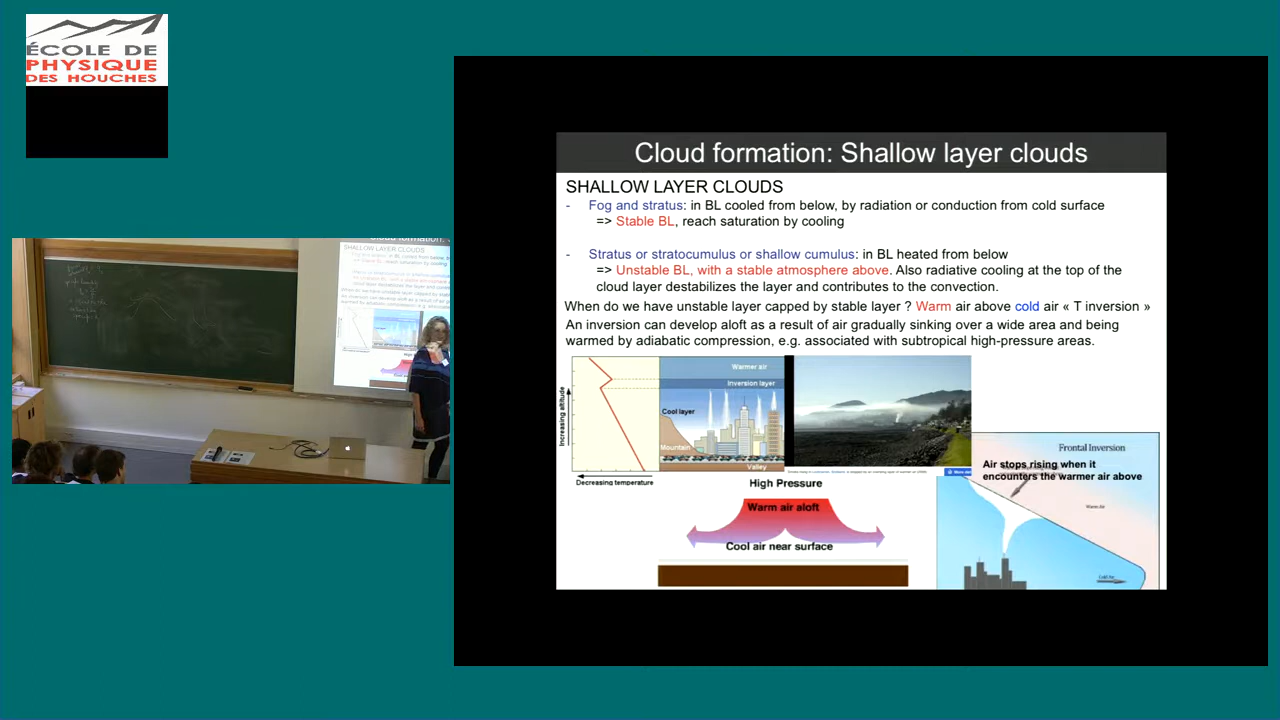 ÉCOLE DE
PHYSIQUE
DES HOUCHES
Cloud formation: Shallow layer clouds
SHALLOW LAYER CLOUDS
- Fog and stratus: in BL cooled from below, by radiation or conduction from cold surface
=> Stable BL, reach saturation by cooling
- Stratus or stratocumulus or shallow cumulus: in BL heated from below
=> Unstable BL, with a stable atmosphere above. Also radiative cooling at the top of the
cloud layer destabilizes the layer and contributes to the convection.
When do we have unstable layer capped by stable layer ? Warm air above cold air « T inversion »
An inversion can develop aloft as a result of air gradually sinking over a wide area and being
warmed by adiabatic compression, e.g. associated with subtropical high-pressure areas.
Increasing altitude
Decreasing temperature
Warmer air
Inversion layer
Cool layer
Mountain
Valley
High Pressure
Warm air aloft
Cool air near surface
Frontal Inversion
Air stops rising when it
encounters the warmer air above
Warm Air
Cold Air
SHALLOW LAYER CLOUDS